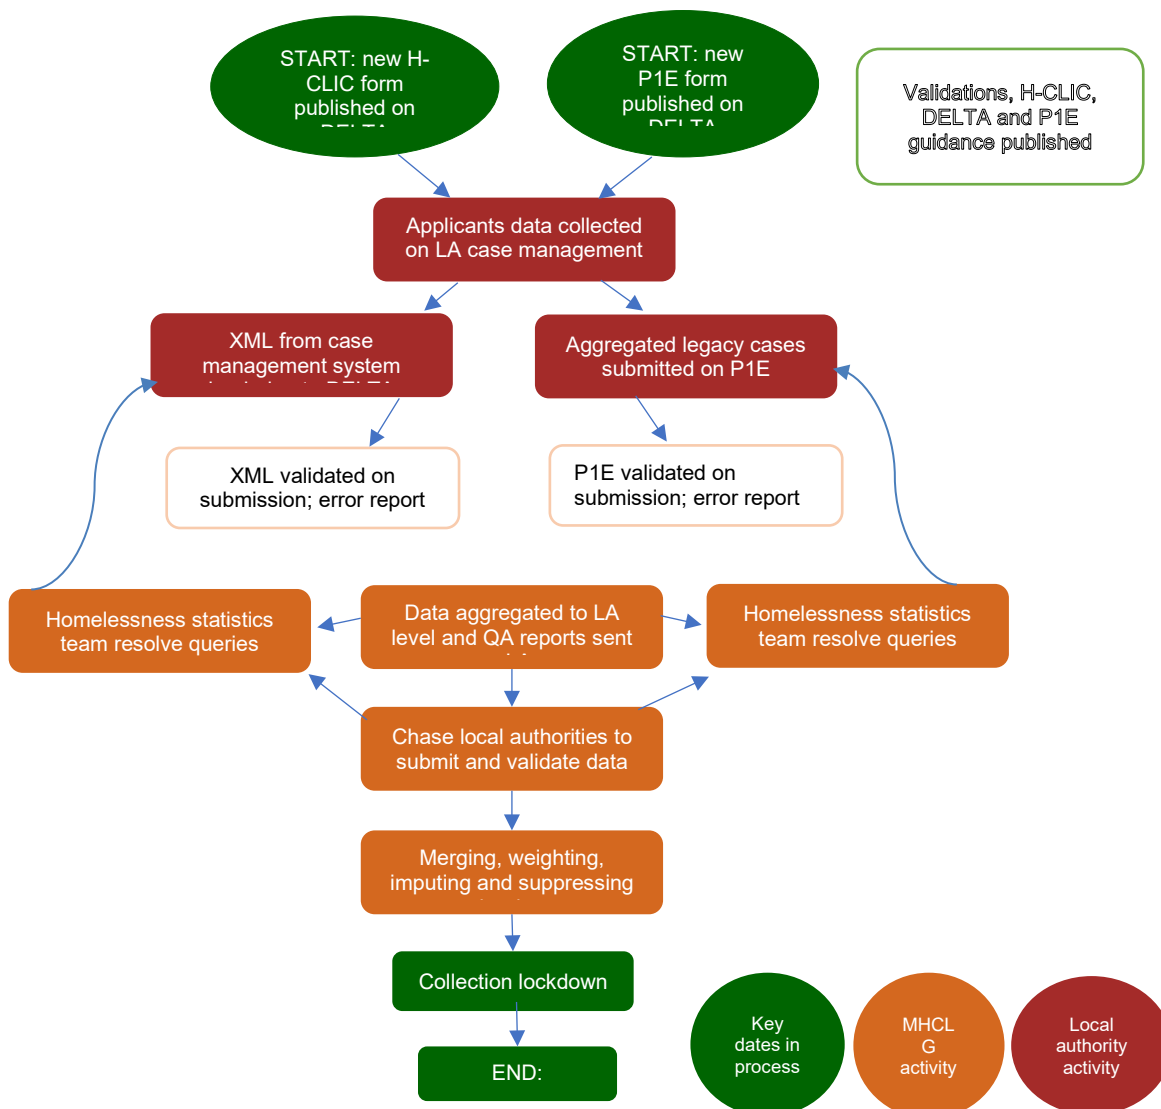 START: new H-
CLIC form
published on
DELTA
START: new
P1E form
published on
DELTA
Validations, H-CLIC,
DELTA and P1E
guidance published
Applicants data collected
on LA case management
XML from case
management system
DELTA
Aggregated legacy cases
submitted on P1E
XML validated on
submission; error report
P1E validated on
submission; error report
Homelessness statistics
team resolve queries
Data aggregated to LA
level and QA reports sent
Homelessness statistics
team resolve queries
Chase local authorities to
submit and validate data
Merging, weighting,
imputing and suppressing
Collection lockdown
END:
Key
dates in
process
MHCL
G
activity
Local
authority
activity